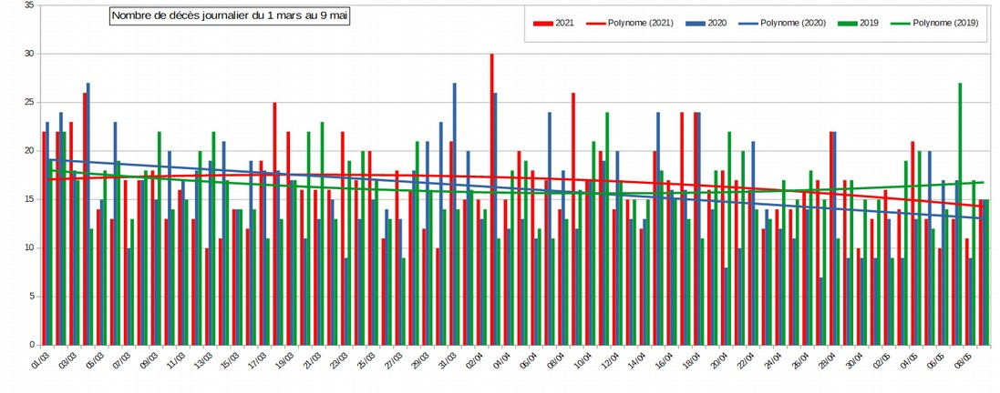 Nombre de décès journalier du 1 mars au 9 mai
2021 Polynome (2021) 2020 Polynome (2020) 2019 Polynome (2019)
35
30
25
20
15
10
5
0
01/03 03/03 05/03 07/03 09/03 11/03 13/03 15/03 17/03 19/03 21/03 23/03 25/03 27/03 29/03 31/03 02/04 04/04 06/04 08/04 10/04 12/04 14/04 16/04 18/04 20/04 22/04 24/04 26/04 28/04 30/04 02/05 04/05 06/05 08/05